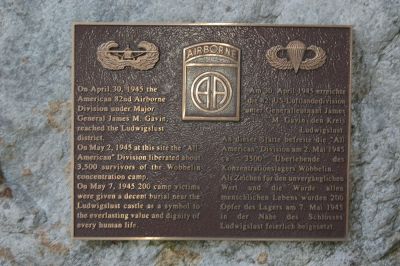 AIRBORNE
AA
On April 30, 1945 the
American 82nd Airborne
Division under Major
General James M. Gavin,
reached the Ludwigslust
district.
On May 2, 1945 at this site the "All
American" Division liberated about
3,500 survivors of the Wöbbelin
concentration camp.
On May 7, 1945 200 camp victims
were given a decent burial near the
Ludwigslust castle as a symbol to
the everlasting value and dignity of
every human life.
Am 30. April 1945 erreichte
die 82. US-Luftlandedivision
unter Generalleutnant James
M. Gavin, den Kreis
Ludwigslust.
An dieser Stätte befreite die "All
American" Division am 2. Mai 1945
ca. 3500 Überlebende des
Konzentrationslagers Wöbbelin.
Als Zeichen für den unvergänglichen
Wert und die Würde allen
menschlichen Lebens wurden 200
Opfer des Lagers am 7. Mai 1945
in der Nähe des Schlosses
Ludwigslust feierlich beigesetzt.